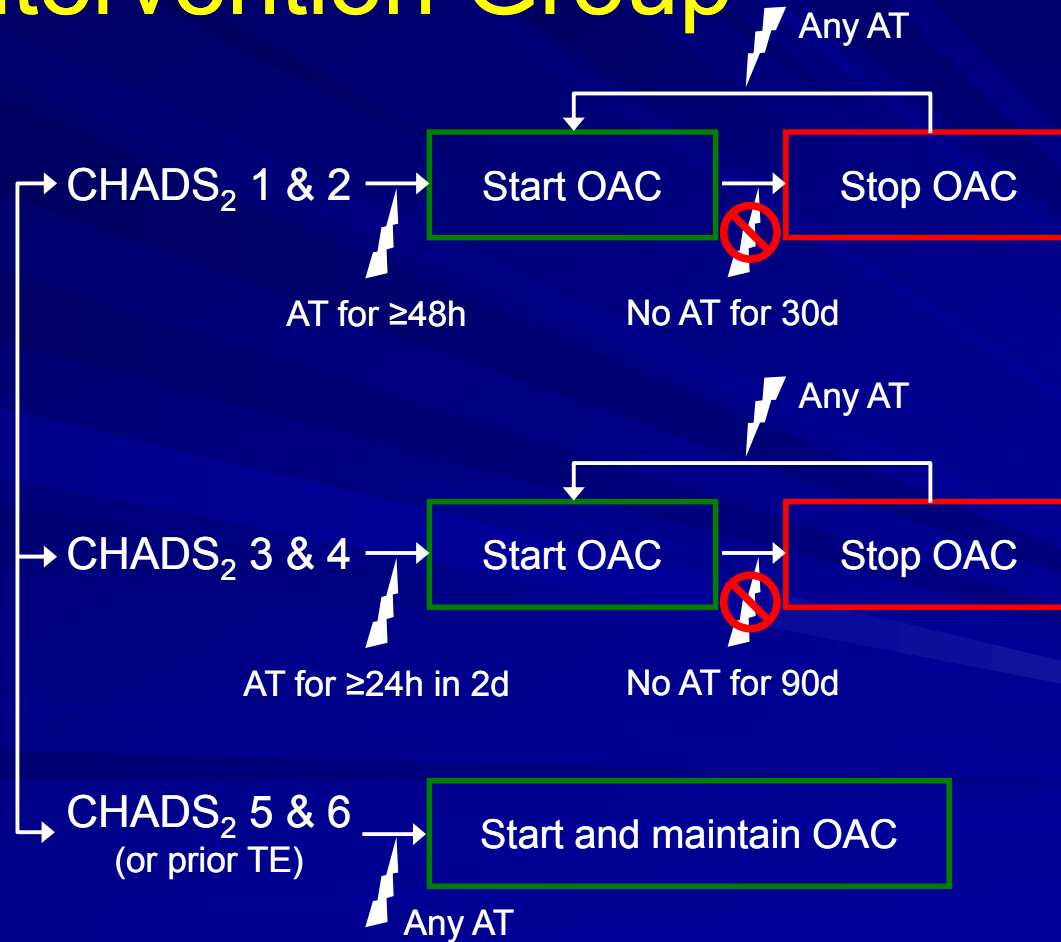 ntervention Group
Any AT
CHADS₂ 1 & 2
Start OAC
Stop OAC
AT for ≥48h
No AT for 30d
Any AT
CHADS₂ 3 & 4
Start OAC
Stop OAC
AT for ≥24h in 2d
No AT for 90d
CHADS₂ 5 & 6
(or prior TE)
Start and maintain OAC
Any AT